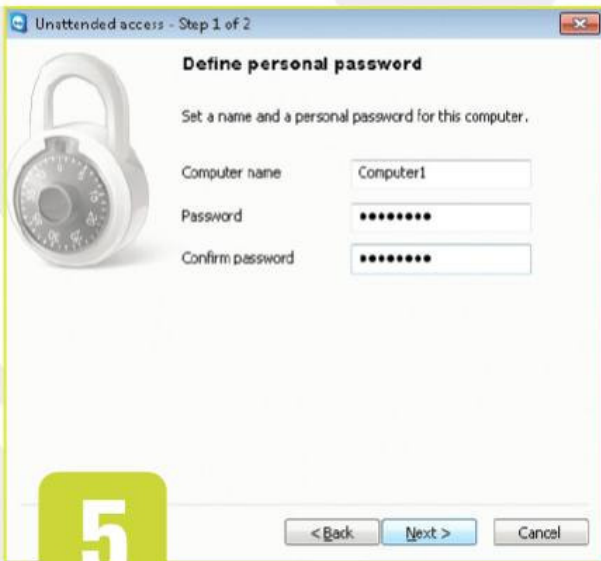 Unattended access - Step 1 of 2
Define personal password
Set a name and a personal password for this computer.
Computer name Computer1
Password ••••••••
Confirm password ••••••••
5
< Back Next > Cancel